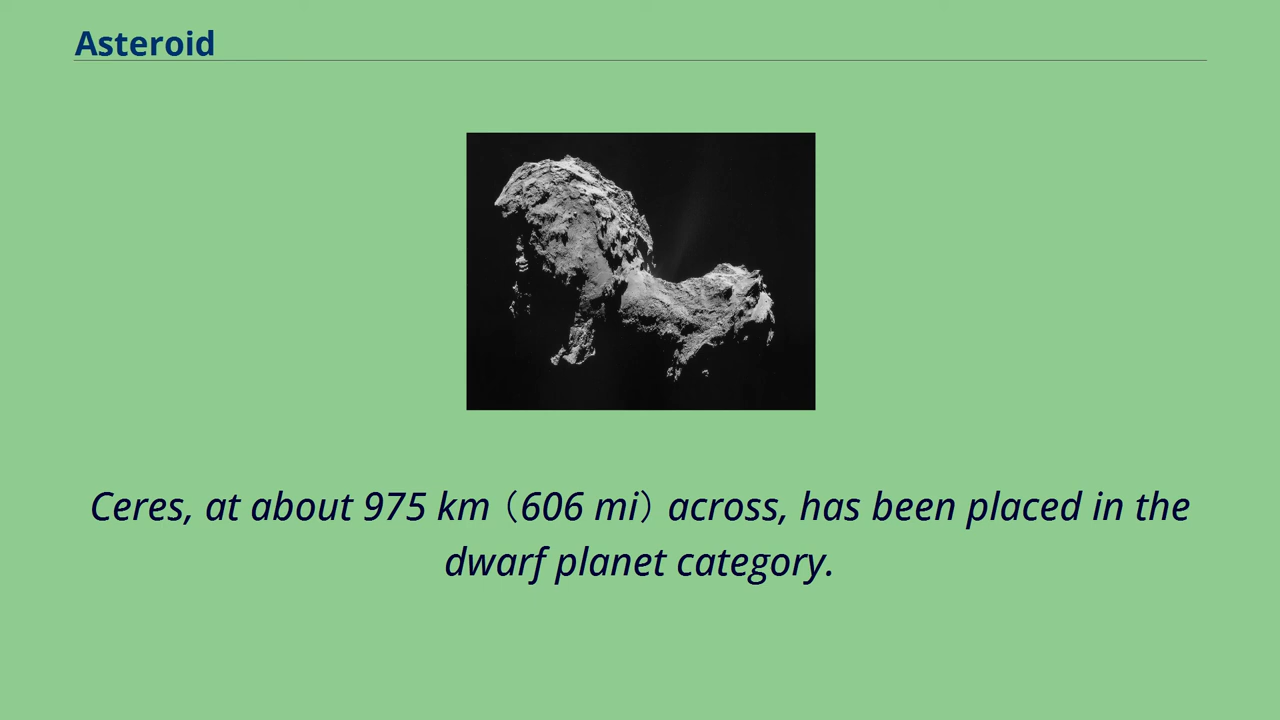 Asteroid
Ceres, at about 975 km (606 mi) across, has been placed in the
dwarf planet category.